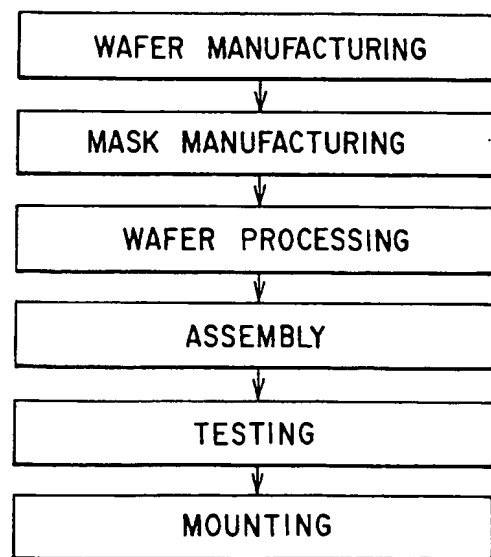 WAFER MANUFACTURING
MASK MANUFACTURING
WAFER PROCESSING
ASSEMBLY
TESTING
MOUNTING